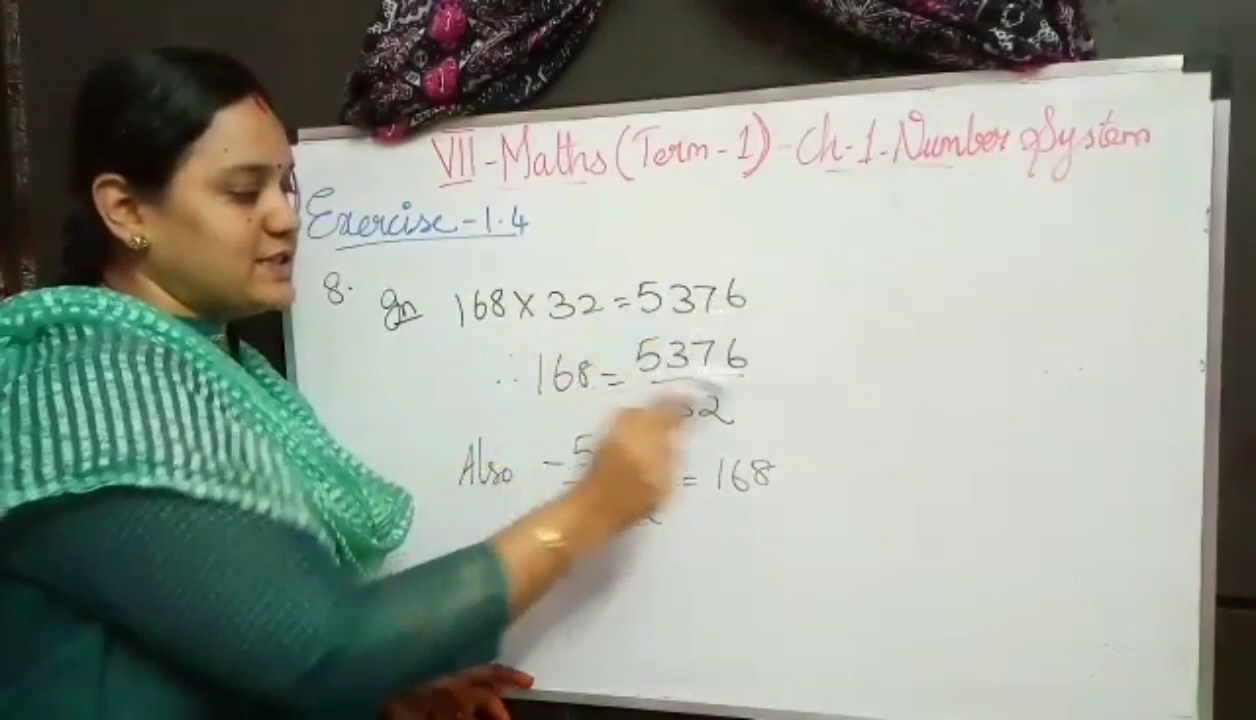 VII-Maths (Term-1)-Ch-1.Number System
Exercise-1.4
8. In 168 X 32 = 5376
∴ 168 = 5376
32
Also -5 = 168
2